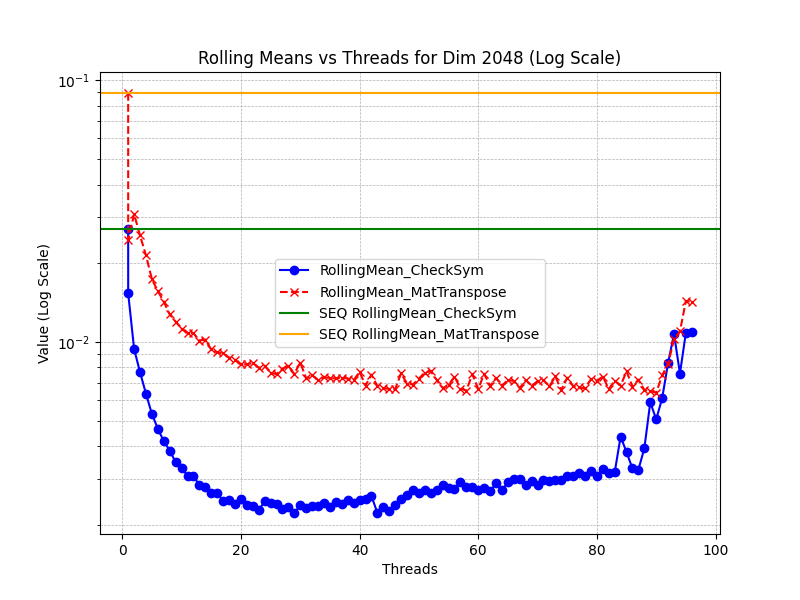 Rolling Means vs Threads for Dim 2048 (Log Scale)
10⁻¹
10⁻²
Value (Log Scale)
RollingMean_CheckSym
RollingMean_MatTranspose
SEQ RollingMean_CheckSym
SEQ RollingMean_MatTranspose
0 20 40 60 80 100
Threads